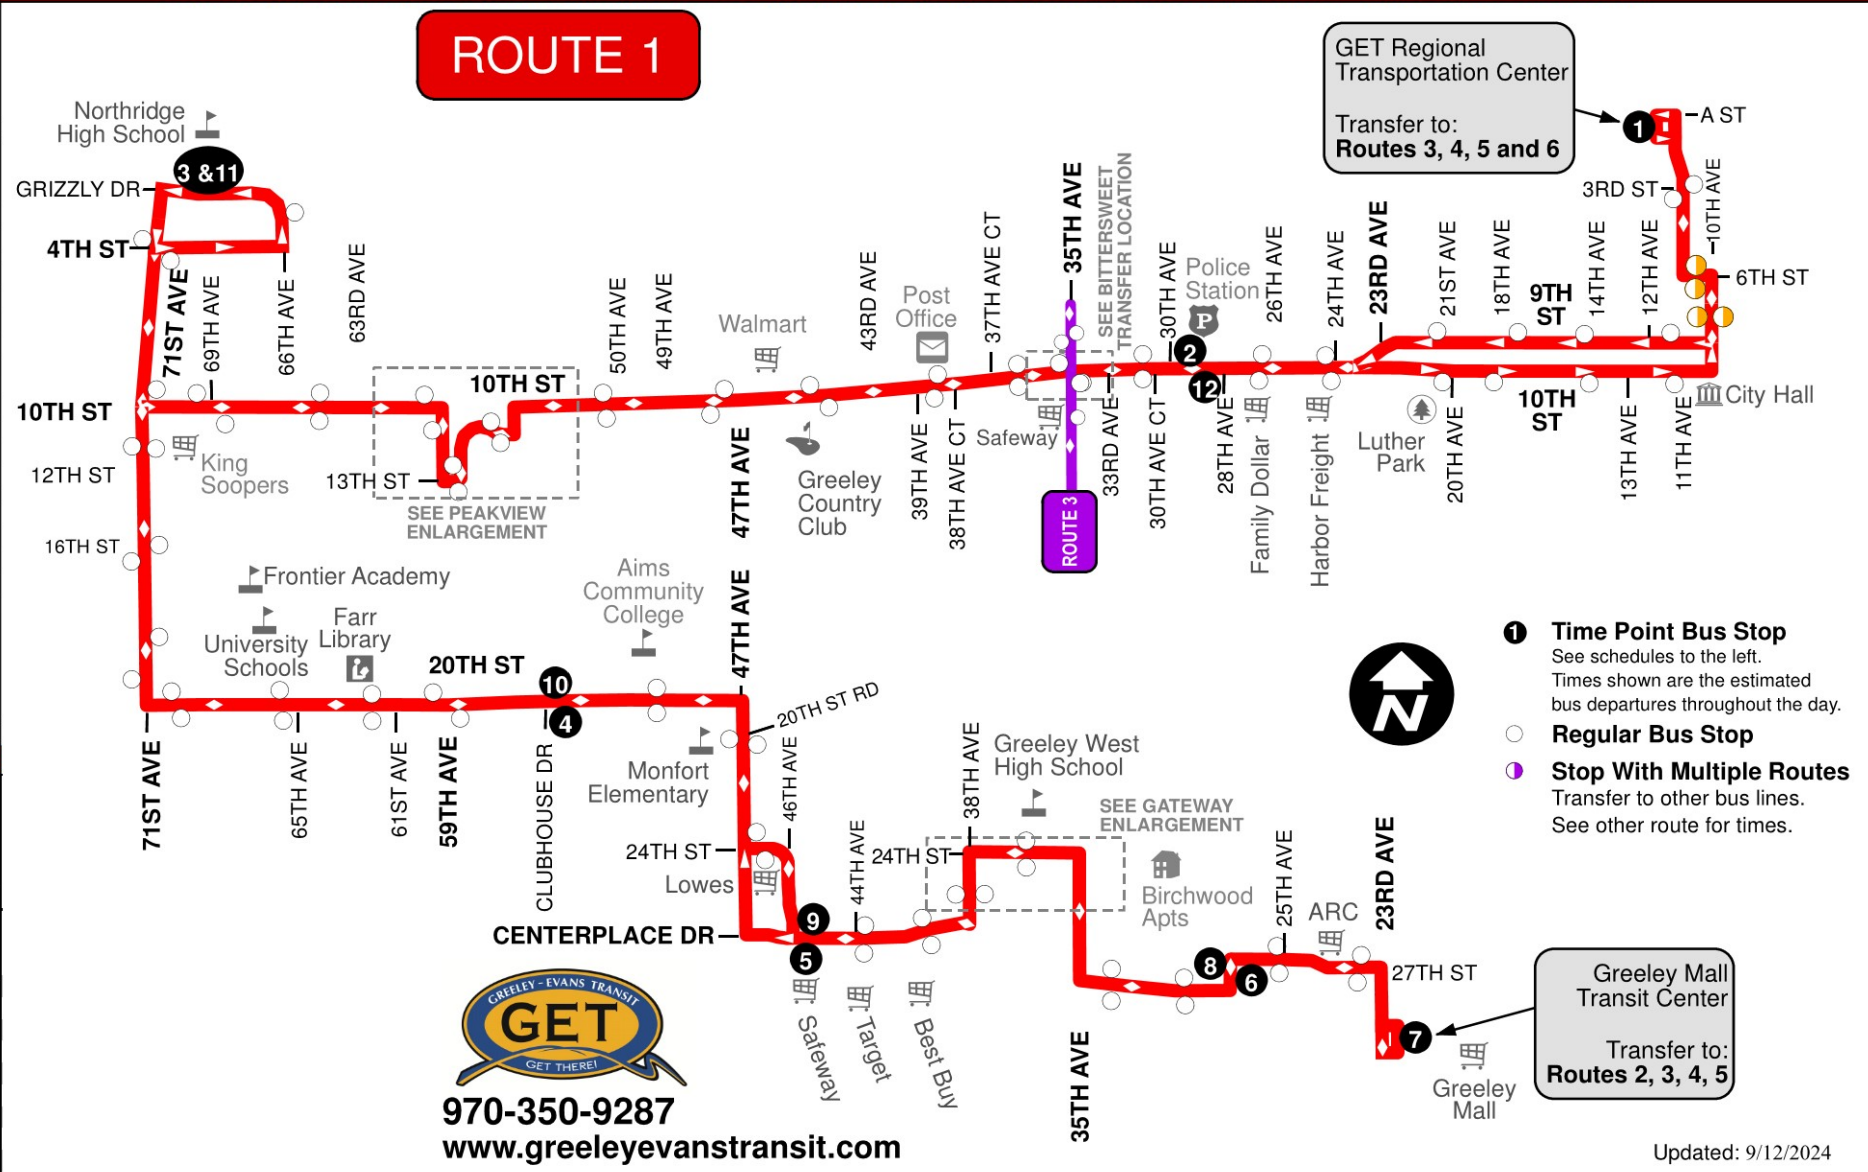 ROUTE 1
GET Regional
Transportation Center
Transfer to:
Routes 3, 4, 5 and 6
1
A ST
3RD ST
10TH AVE
6TH ST
Northridge
High School
3 &11
GRIZZLY DR
4TH ST
71ST AVE
69TH AVE
66TH AVE
63RD AVE
50TH AVE
49TH AVE
Walmart
43RD AVE
Post
Office
37TH AVE CT
35TH AVE
SEE BITTERSWEET
TRANSFER LOCATION
30TH AVE
Police
Station
P
2
12
26TH AVE
24TH AVE
23RD AVE
21ST AVE
18TH AVE
9TH
ST
14TH AVE
12TH AVE
10TH ST
10TH ST
10TH
ST
City Hall
12TH ST
King
Soopers
13TH ST
SEE PEAKVIEW
ENLARGEMENT
47TH AVE
Greeley
Country
Club
39TH AVE
38TH AVE CT
Safeway
ROUTE 3
33RD AVE
30TH AVE CT
28TH AVE
Family Dollar
Harbor Freight
Luther
Park
20TH AVE
13TH AVE
11TH AVE
16TH ST
Frontier Academy
University
Schools
Farr
Library
Aims
Community
College
47TH AVE
20TH ST
10
4
20TH ST RD
71ST AVE
65TH AVE
61ST AVE
59TH AVE
CLUBHOUSE DR
Monfort
Elementary
46TH AVE
24TH ST
Lowes
44TH AVE
CENTERPLACE DR
9
5
Safeway
Target
Best Buy
38TH AVE
24TH ST
Greeley West
High School
SEE GATEWAY
ENLARGEMENT
Birchwood
Apts
35TH AVE
8
6
25TH AVE
ARC
23RD AVE
27TH ST
7
Greeley
Mall
Greeley Mall
Transit Center
Transfer to:
Routes 2, 3, 4, 5
N
1 Time Point Bus Stop
See schedules to the left.
Times shown are the estimated
bus departures throughout the day.
Regular Bus Stop
Stop With Multiple Routes
Transfer to other bus lines.
See other route for times.
GREELEY-EVANS TRANSIT
GET
GET THERE!
970-350-9287
www.greeleyevanstransit.com
Updated: 9/12/2024